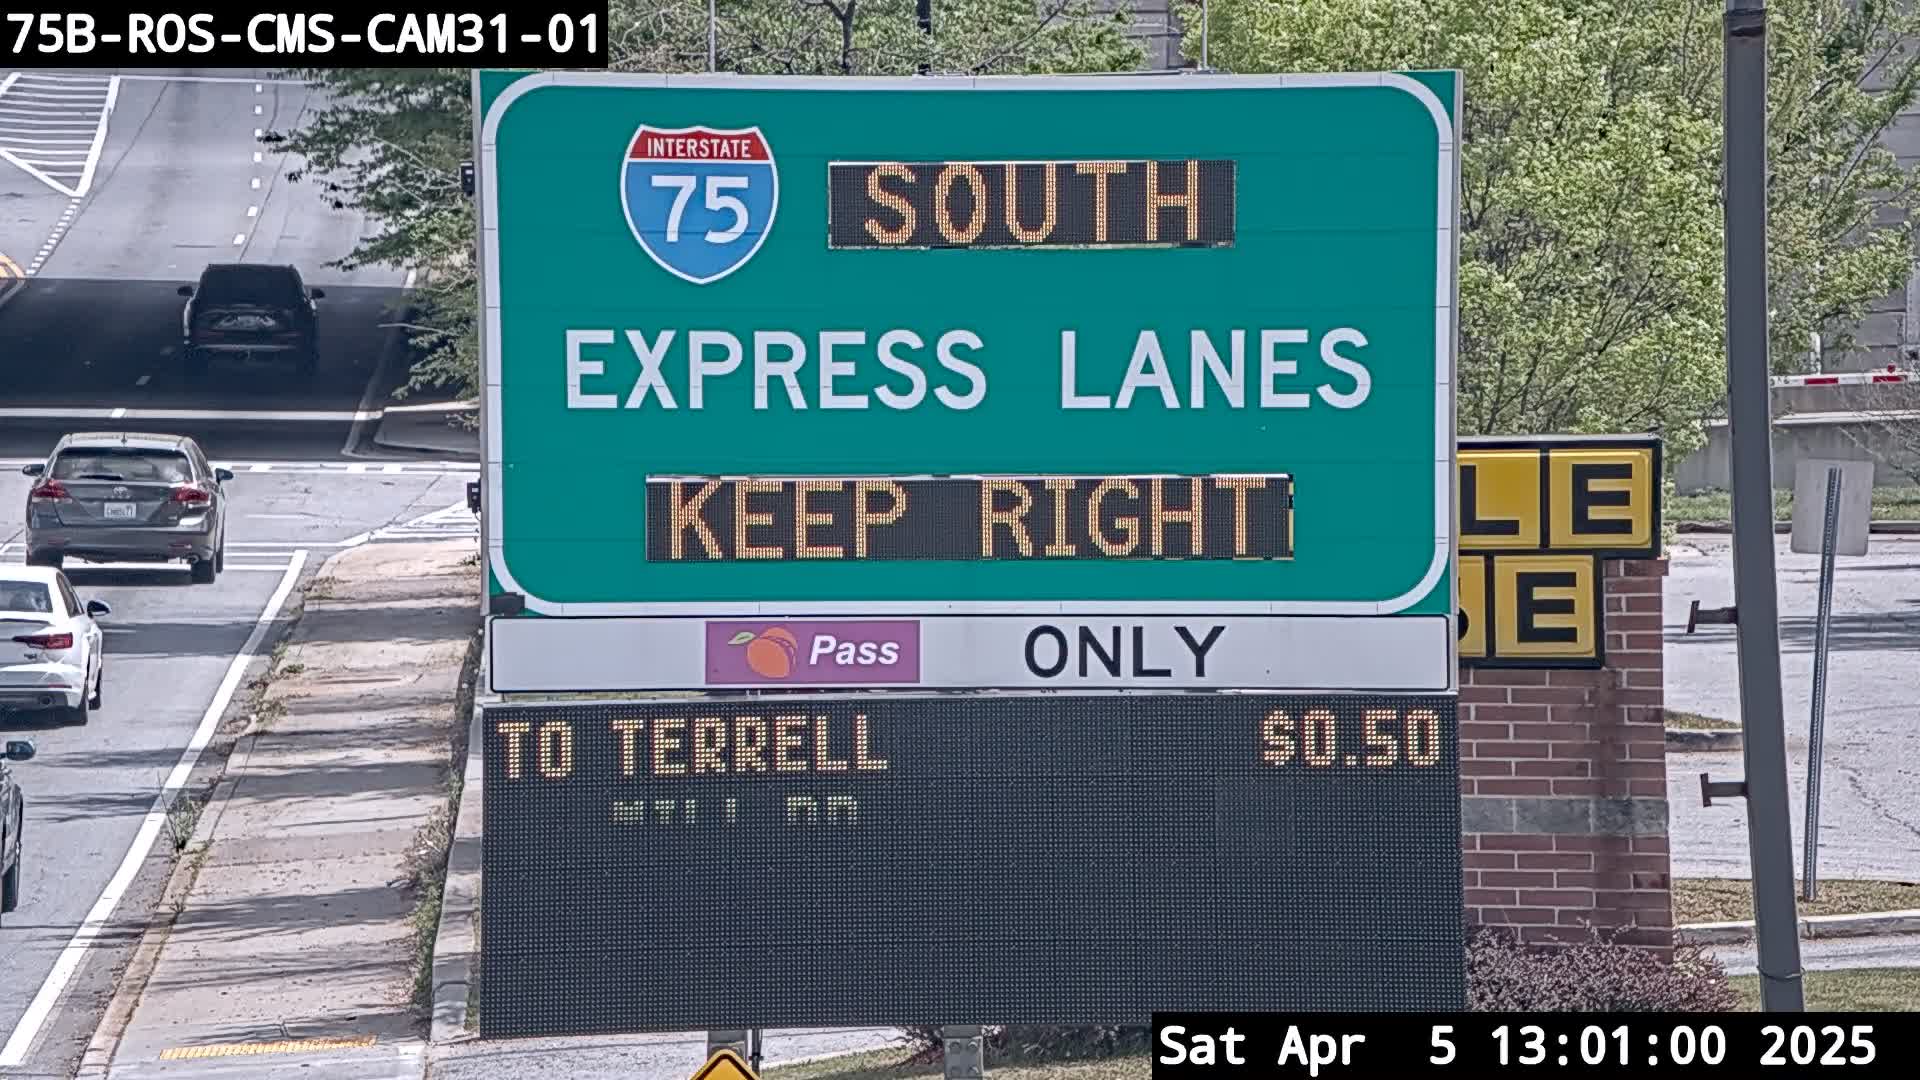 75B-ROS-CMS-CAM31-01
INTERSTATE
75
SOUTH
EXPRESS LANES
KEEP RIGHT
Pass ONLY
TO TERRELL $0.50
LE
E
Sat Apr 5 13:01:00 2025